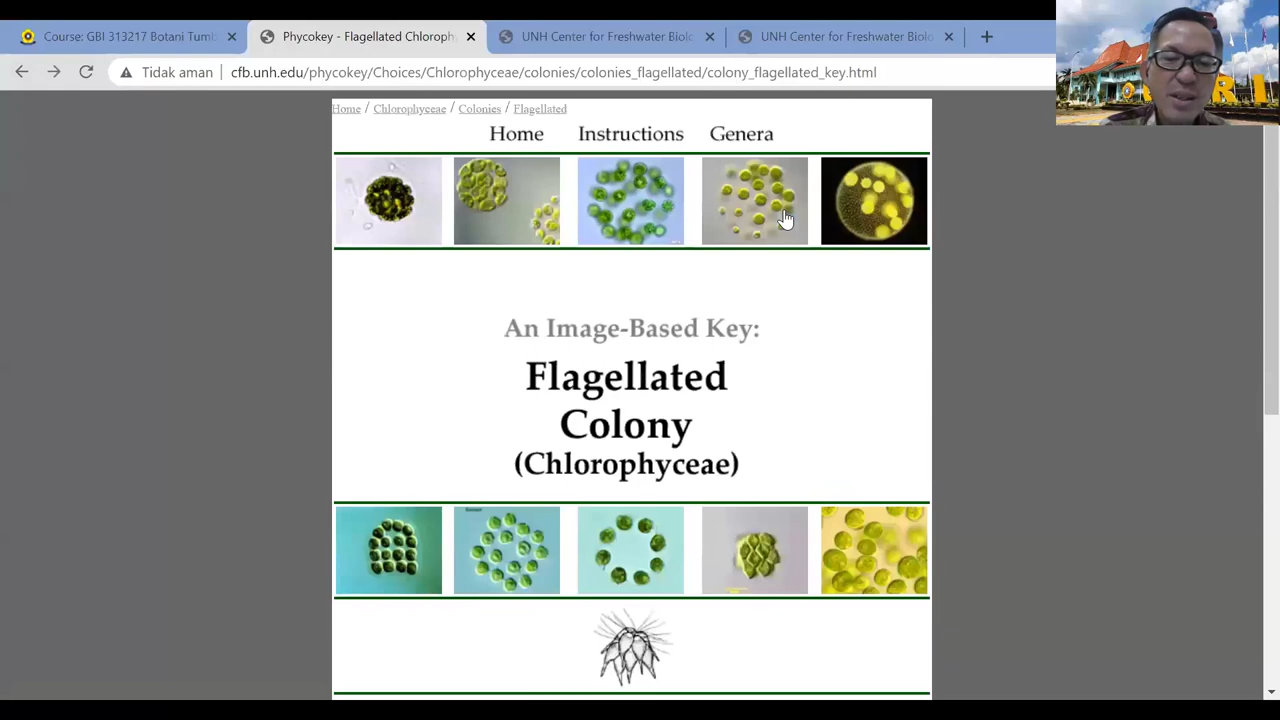 Course: GBI 313217 Botani Tumb
Phycokey - Flagellated Chloroph
UNH Center for Freshwater Biolo
UNH Center for Freshwater Biolo
Tidak aman
cfb.unh.edu/phycokey/Choices/Chlorophyceae/colonies/colonies_flagellated/colony_flagellated_key.html
Home / Chlorophyceae / Colonies / Flagellated
Home Instructions Genera
An Image-Based Key:
Flagellated
Colony
(Chlorophyceae)